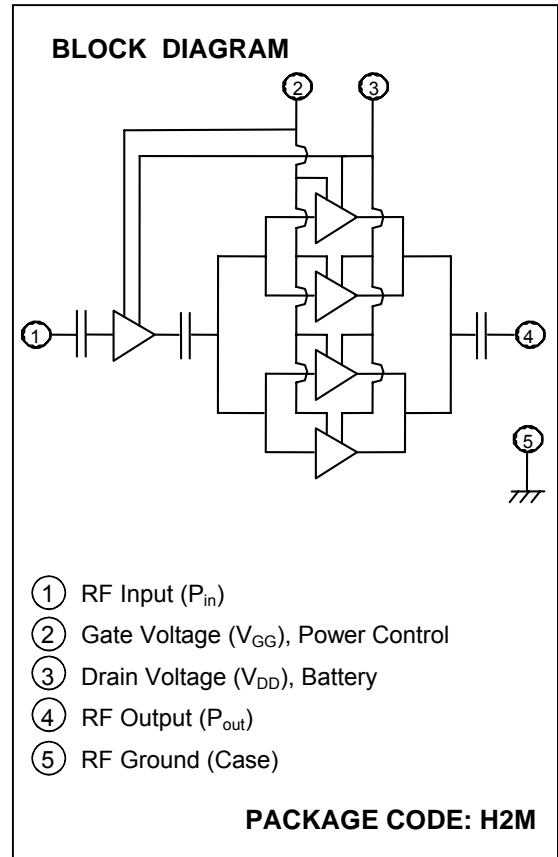 BLOCK DIAGRAM
2 3
1 4
5
1 RF Input (Pin)
2 Gate Voltage (VGG), Power Control
3 Drain Voltage (VDD), Battery
4 RF Output (Pout)
5 RF Ground (Case)
PACKAGE CODE: H2M